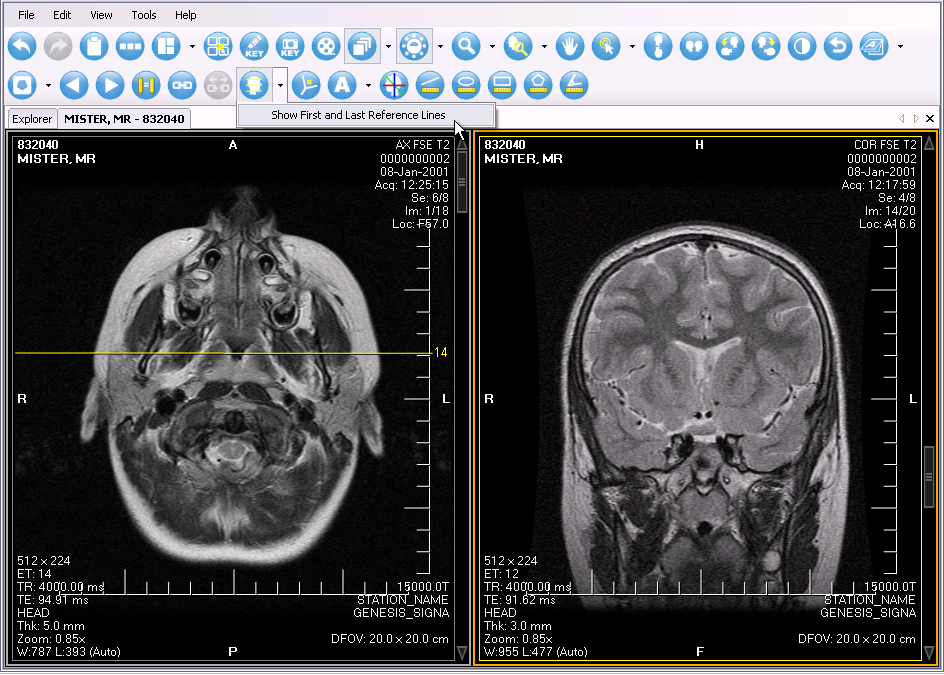 File Edit View Tools Help
KEY KEY
A
Show First and Last Reference Lines
Explorer MISTER, MR - 832040
832040
MISTER, MR
A
AX FSE T2
0000000002
08-Jan-2001
Acq: 12:25:15
Se: 6/8
Im: 1/18
Loc: F57.0
14
R
L
512 x 224
ET: 14
TR: 4000.00 ms
TE: 94.91 ms
HEAD
Thk: 5.0 mm
Zoom: 0.85x
W:787 L:393 (Auto)
P
15000.0T
STATION_NAME
GENESIS_SIGNA
DFOV: 20.0 x 20.0 cm
832040
MISTER, MR
H
COR FSE T2
0000000002
08-Jan-2001
Acq: 12:17:59
Se: 4/8
Im: 14/20
Loc: A16.6
R
L
512 x 224
ET: 12
TR: 4000.00 ms
TE: 91.62 ms
HEAD
Thk: 3.0 mm
Zoom: 0.85x
W:955 L:477 (Auto)
F
15000.0T
STATION_NAME
GENESIS_SIGNA
DFOV: 20.0 x 20.0 cm